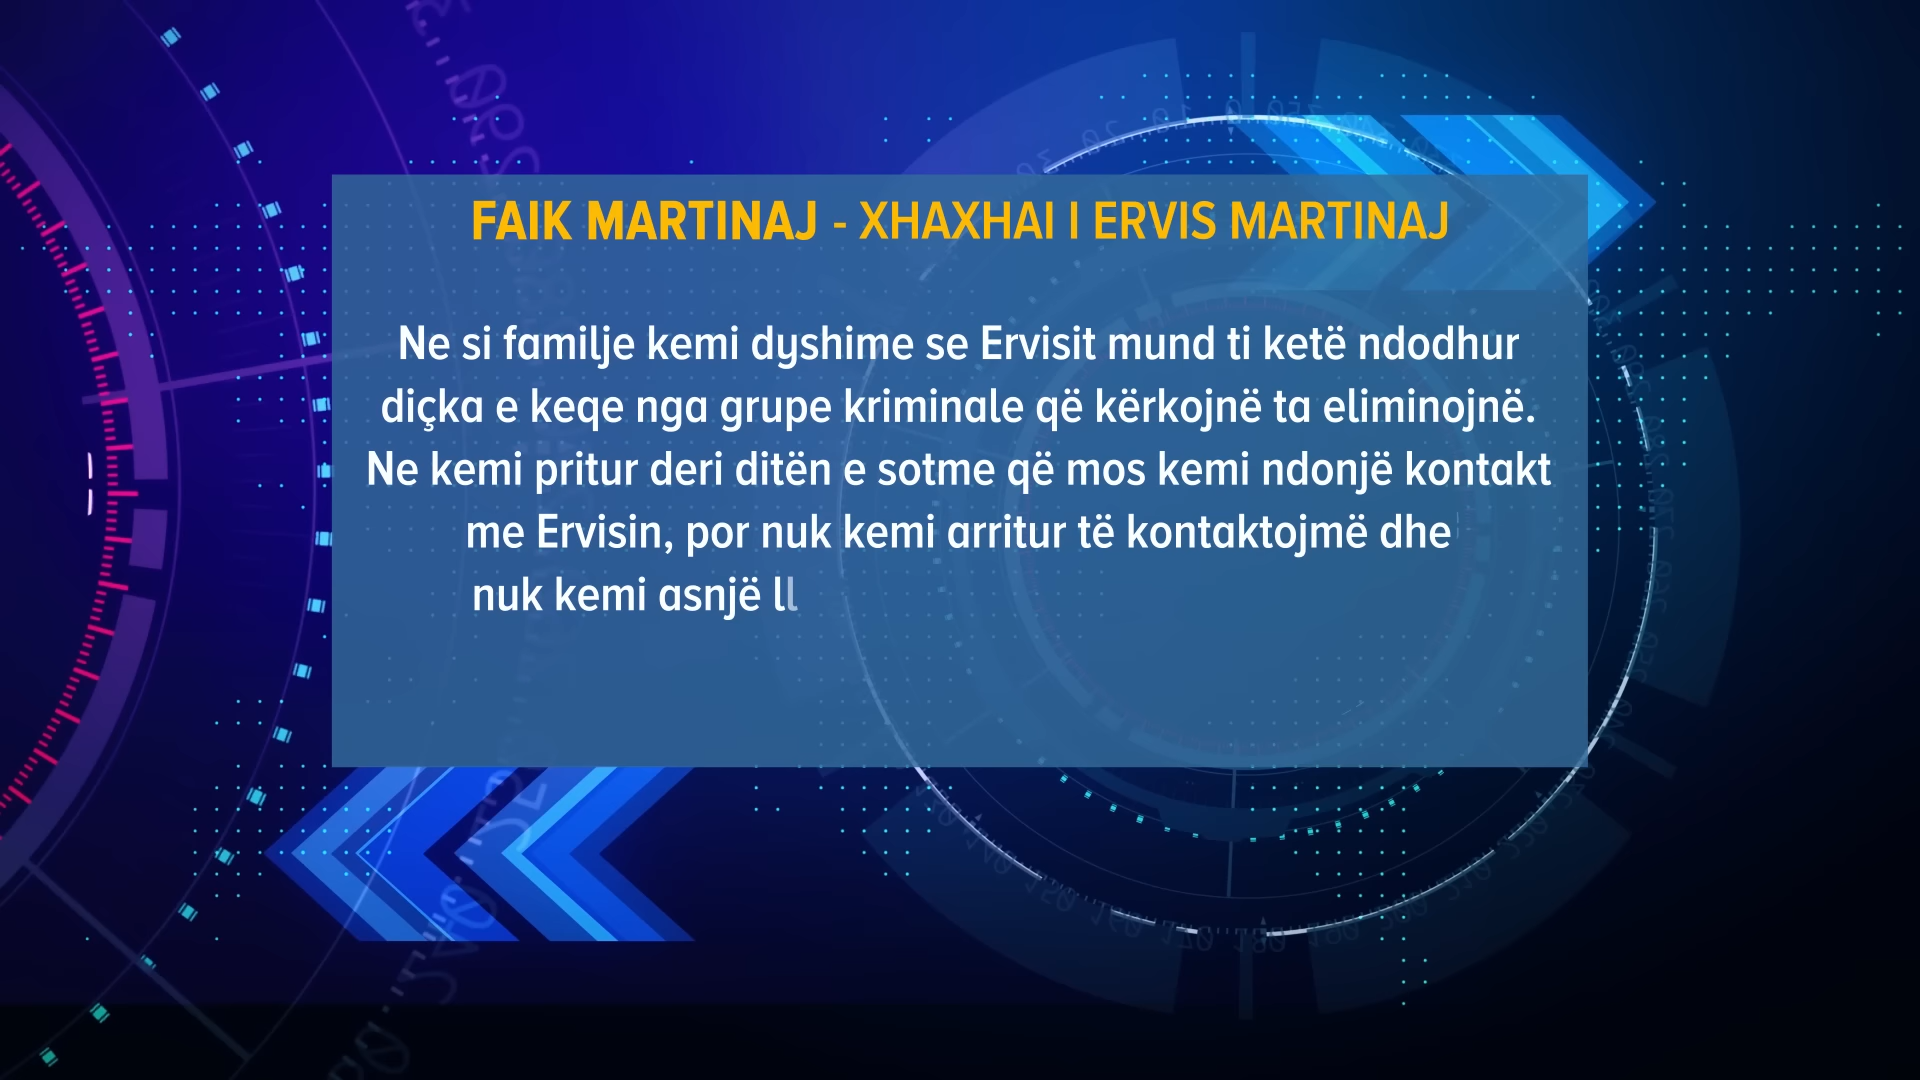 FAIK MARTINAJ - XHAXHAI I ERVIS MARTINAJ
Ne si familje kemi dyshime se Ervisit mund ti ketë ndodhur
diçka e keqe nga grupe kriminale që kërkojnë ta eliminojnë.
Ne kemi pritur deri ditën e sotme që mos kemi ndonjë kontakt
me Ervisin, por nuk kemi arritur të kontaktojmë dhe
nuk kemi asnjë ll